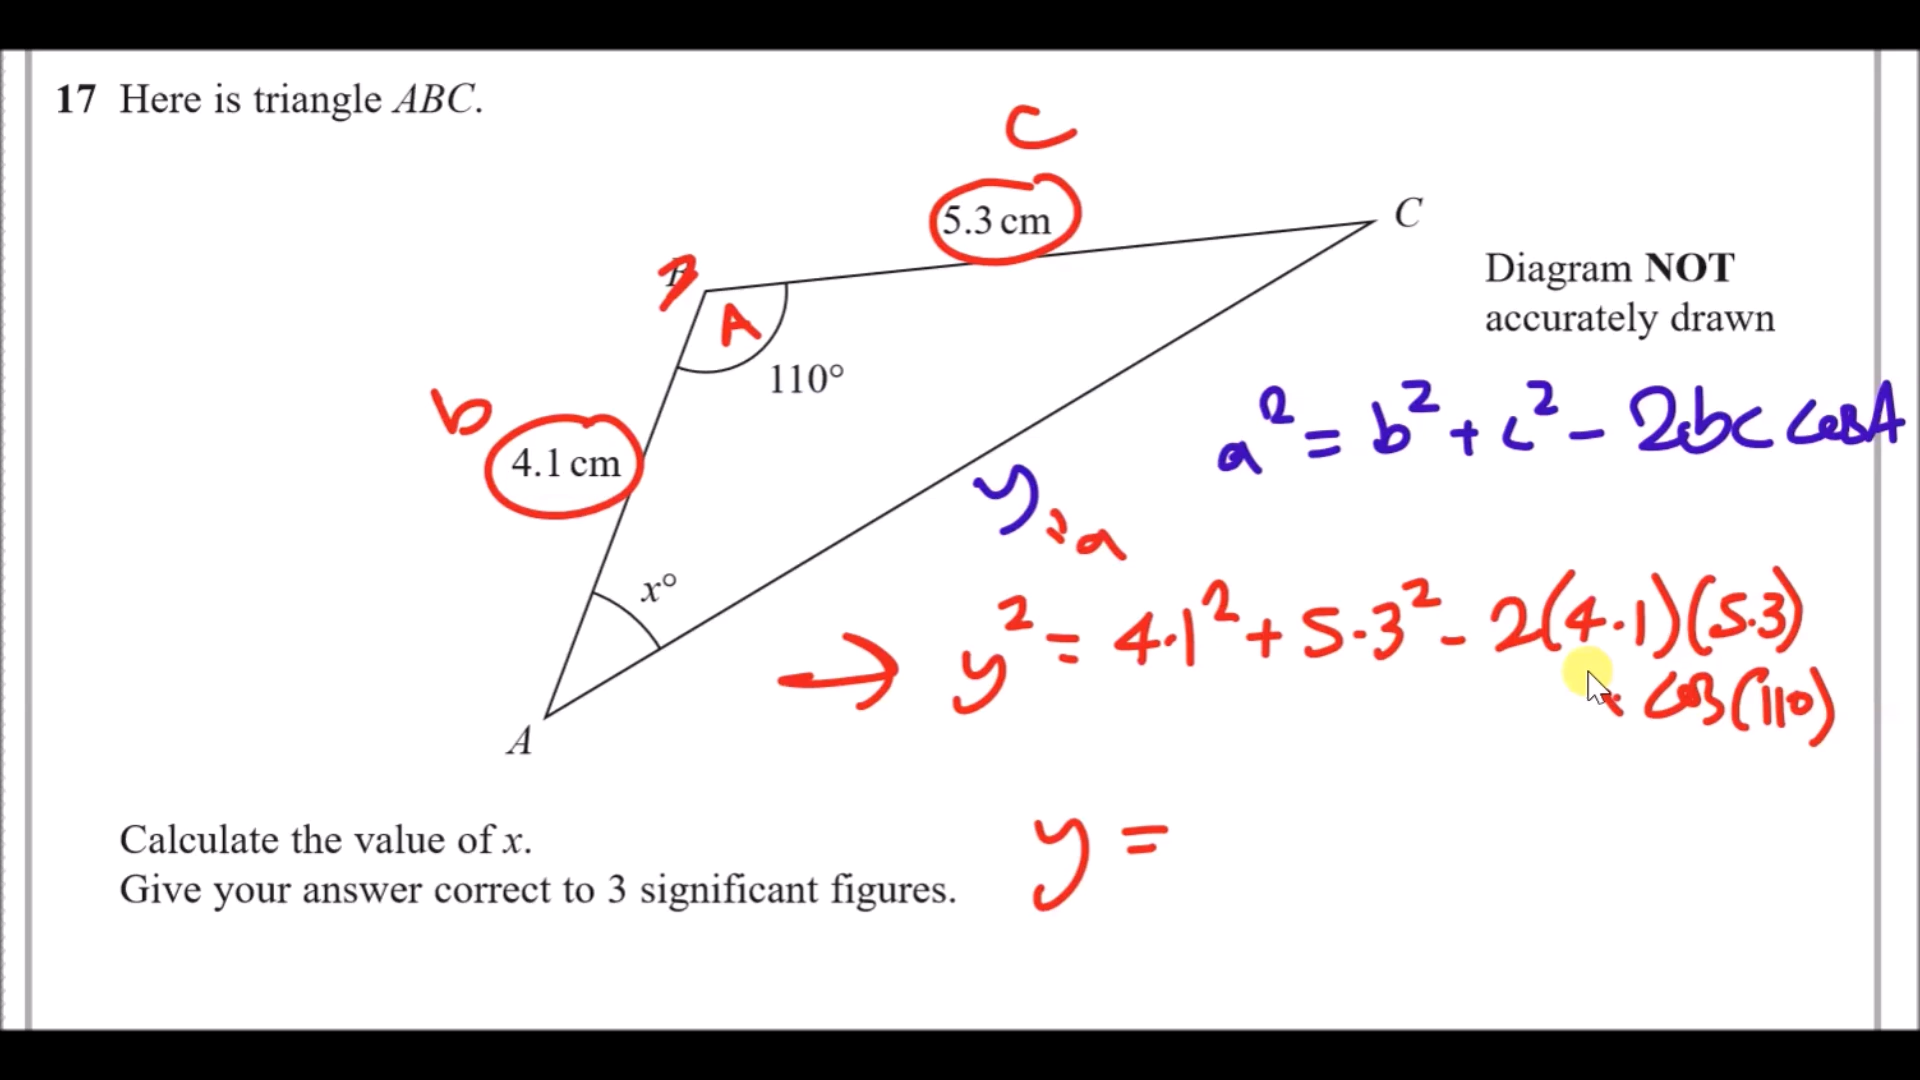 17 Here is triangle ABC.
C
5.3 cm
C
Diagram NOT
accurately drawn
A
110°
b
4.1 cm
a² = b² + c² - 2bc cosA
y = a
x°
y² = 4.1² + 5.3² - 2(4.1)(5.3)
× cos(110)
A
Calculate the value of x.
y =
Give your answer correct to 3 significant figures.